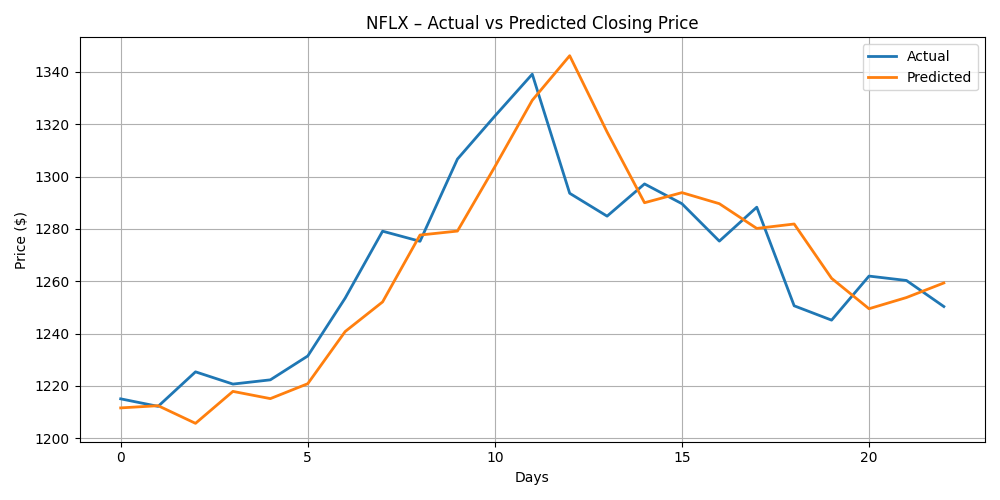 NFLX – Actual vs Predicted Closing Price
Actual
Predicted
Price ($)
1340
1320
1300
1280
1260
1240
1220
1200
0 5 10 15 20
Days